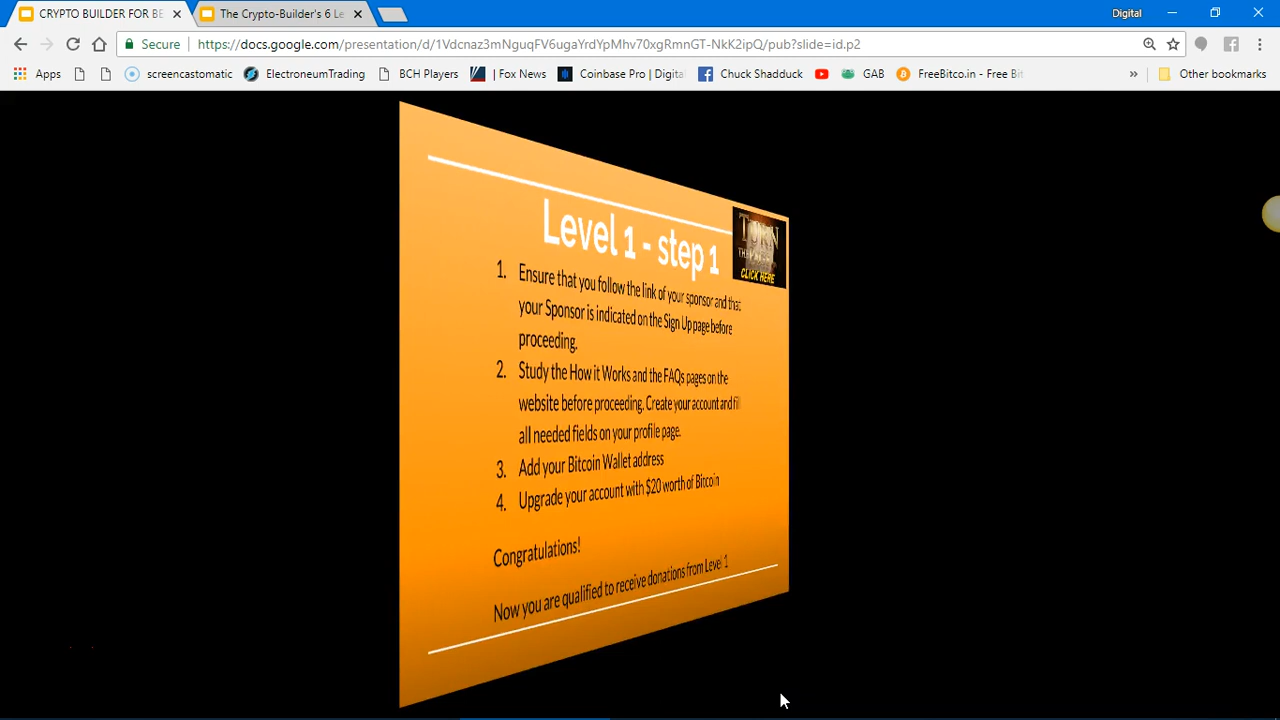 CRYPTO BUILDER FOR BE
The Crypto-Builder's 6 Le
Digital
Secure
https://docs.google.com/presentation/d/1Vdcnaz3mNguqFV6ugaYrdYpMhv70xgRmnGT-NkK2ipQ/pub?slide=id.p2
Apps
screencastomatic
ElectroneumTrading
BCH Players
| Fox News
Coinbase Pro | Digita
Chuck Shadduck
GAB
FreeBitco.in - Free Bit
»
Other bookmarks
Level 1 - step 1
TURN
CLICK HERE
1. Ensure that you follow the link of your sponsor and that
your Sponsor is indicated on the Sign Up page before
proceeding.
2. Study the How it Works and the FAQs pages on the
website before proceeding. Create your account and fil
all needed fields on your profile page.
3. Add your Bitcoin Wallet address
4. Upgrade your account with $20 worth of Bitcoin
Congratulations!
Now you are qualified to receive donations from Level 1